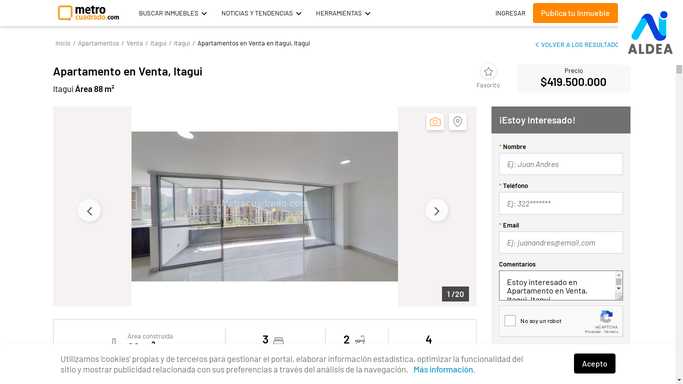 metro
cuadrado.com
BUSCAR INMUEBLES
NOTICIAS Y TENDENCIAS
HERRAMIENTAS
INGRESAR
Publica tu Inmueble
ALDEA
Inicio / Apartamentos / Venta / Itagui / Itagui / Apartamentos en Venta en Itagui, Itagui
< VOLVER A LOS RESULTADO
Apartamento en Venta, Itagui
Itagui Área 88 m²
Favorito
Precio
$419.500.000
metrocuadrado.com
1 /20
¡Estoy Interesado!
* Nombre
Ej: Juan Andres
* Teléfono
Ej: 322*******
* Email
Ej: juanandres@email.com
Comentarios
Estoy interesado en
Apartamento en Venta,
Itagui, Itagui
No soy un robot
reCAPTCHA
Privacidad - Términos
Área construida
3
2
4
Utilizamos 'cookies' propias y de terceros para gestionar el portal, elaborar información estadística, optimizar la funcionalidad del
sitio y mostrar publicidad relacionada con sus preferencias a través del análisis de la navegación. Más información.
Acepto